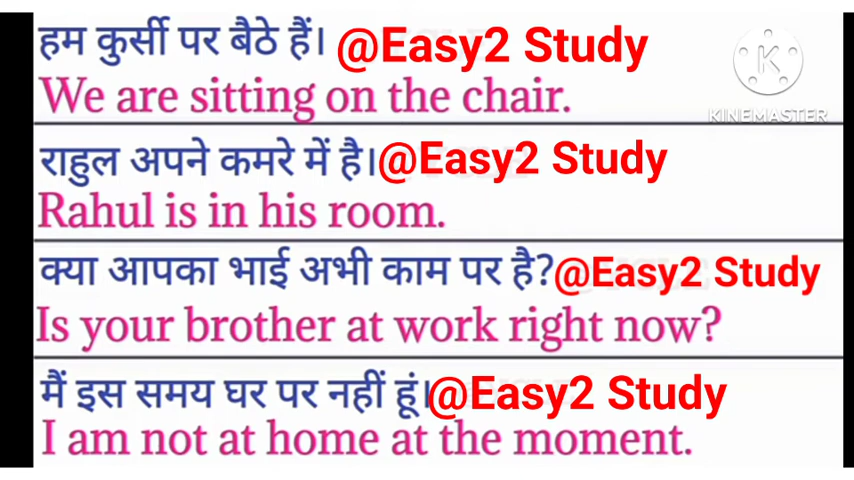 हम कुर्सी पर बैठे हैं। @Easy2 Study
We are sitting on the chair.
KINEMASTER
राहुल अपने कमरे में है।@Easy2 Study
Rahul is in his room.
क्या आपका भाई अभी काम पर है?@Easy2 Study
Is your brother at work right now?
मैं इस समय घर पर नहीं हूं।@Easy2 Study
I am not at home at the moment.